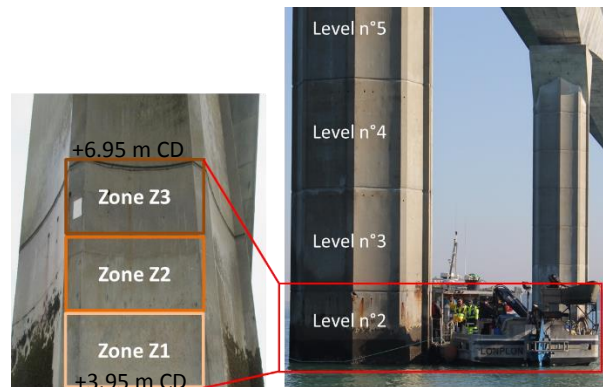 +6.95 m CD
Zone Z3
Zone Z2
Zone Z1
+3.95 m CD
Level n°5
Level n°4
Level n°3
Level n°2